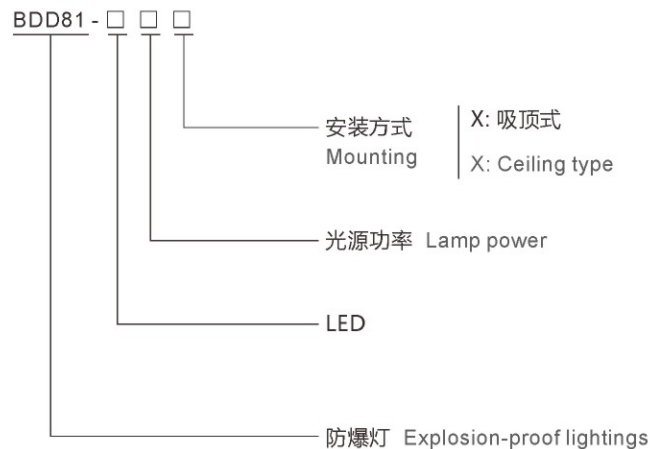 BDD81 - □ □ □
安装方式
Mounting
X: 吸顶式
X: Ceiling type
光源功率 Lamp power
LED
防爆灯 Explosion-proof lightings